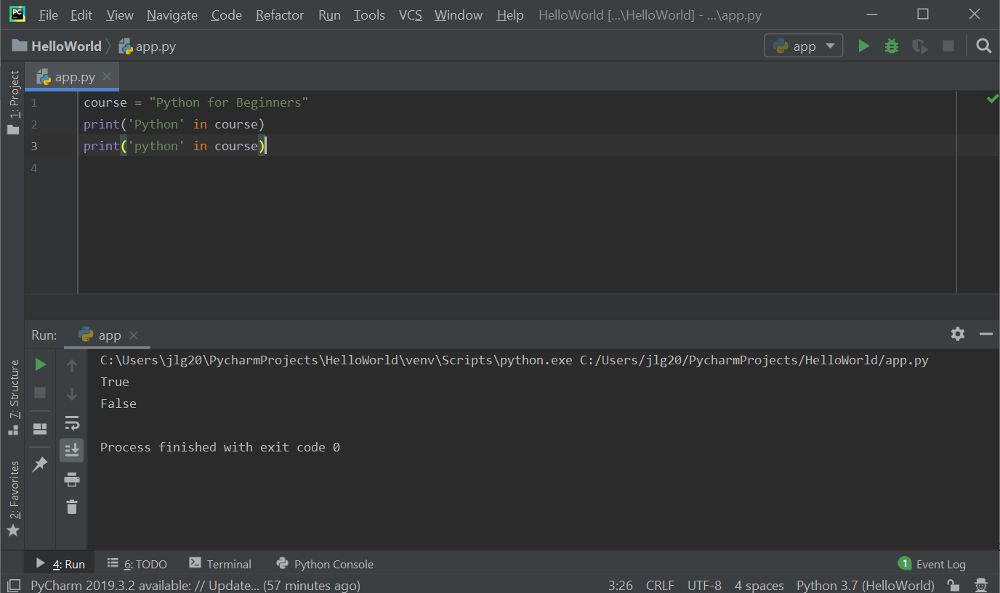 PC File Edit View Navigate Code Refactor Run Tools VCS Window Help HelloWorld [...\HelloWorld] - ...\app.py
HelloWorld app.py app
1: Project
app.py
1 course = "Python for Beginners"
2 print('Python' in course)
3 print('python' in course)
4
Run: app
C:\Users\jlg20\PycharmProjects\HelloWorld\venv\Scripts\python.exe C:/Users/jlg20/PycharmProjects/HelloWorld/app.py
True
False
Process finished with exit code 0
7: Structure
2: Favorites
4: Run 6: TODO Terminal Python Console 1 Event Log
PyCharm 2019.3.2 available: // Update... (57 minutes ago) 3:26 CRLF UTF-8 4 spaces Python 3.7 (HelloWorld)